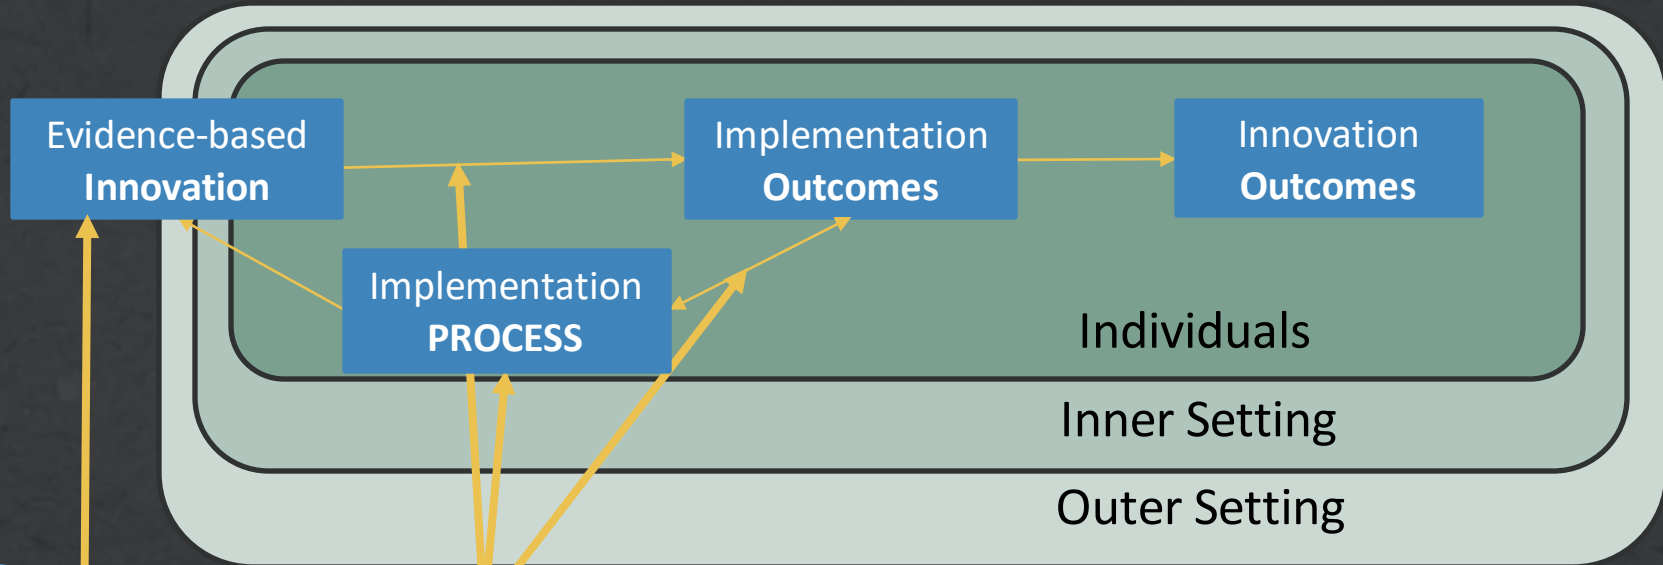 Evidence-based
Innovation
Implementation
Outcomes
Innovation
Outcomes
Implementation
PROCESS
Individuals
Inner Setting
Outer Setting